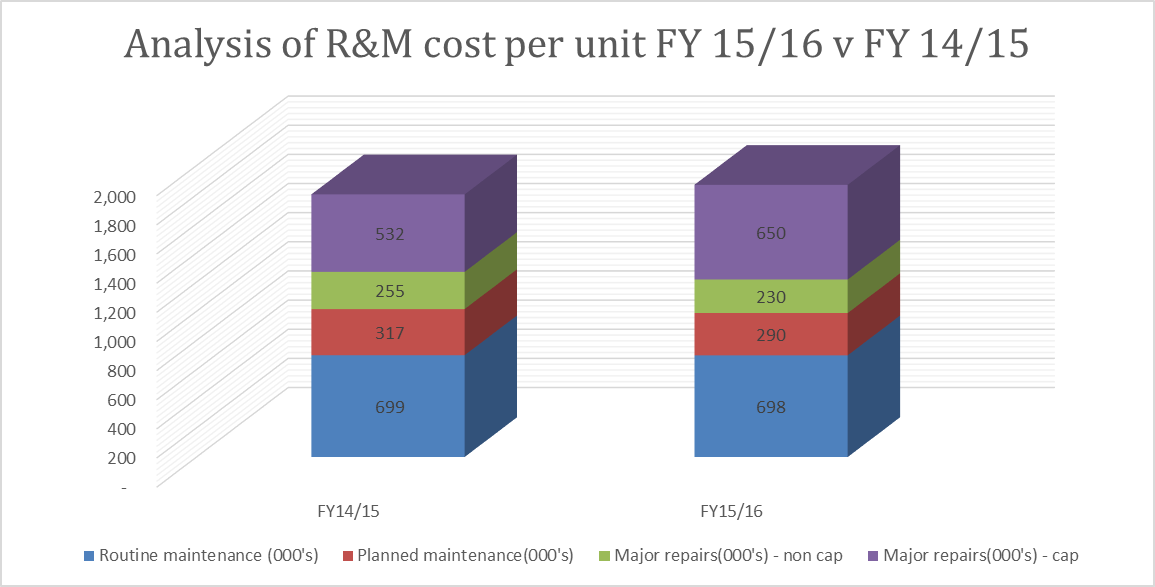 Analysis of R&M cost per unit FY 15/16 v FY 14/15
2,000
1,800
1,600
1,400
1,200
1,000
800
600
400
200
-
532
650
255
230
317
290
699
698
FY14/15
FY15/16
Routine maintenance (000's)
Planned maintenance(000's)
Major repairs(000's) - non cap
Major repairs(000's) - cap